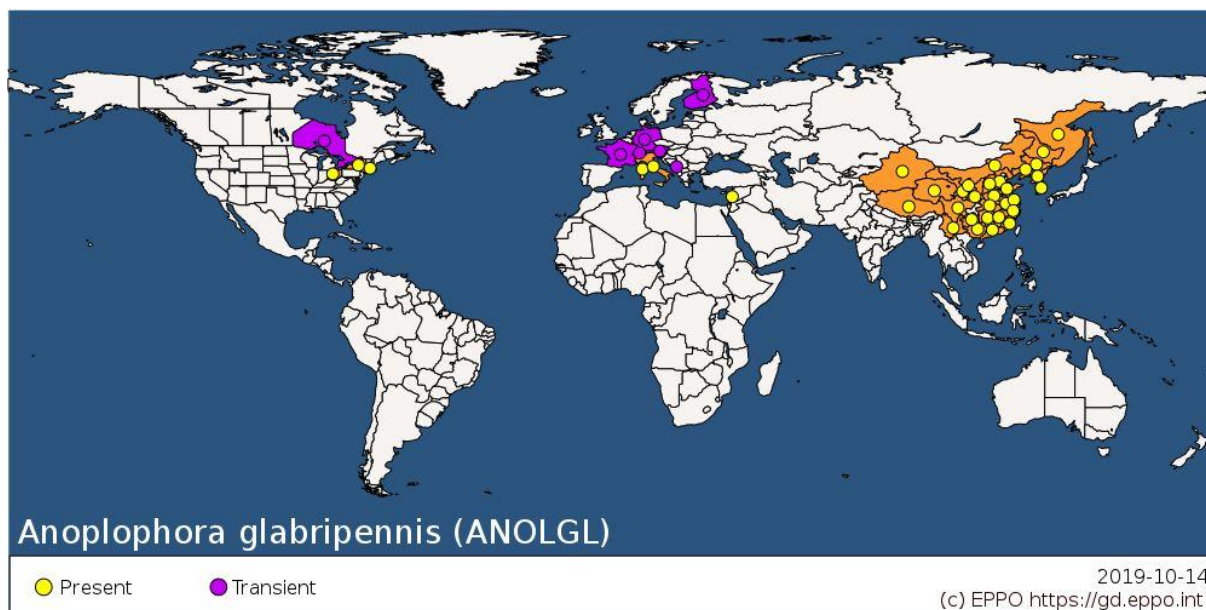 Anoplophora glabripennis (ANOLGL)
Present
Transient
2019-10-14
(c) EPPO https://gd.eppo.int